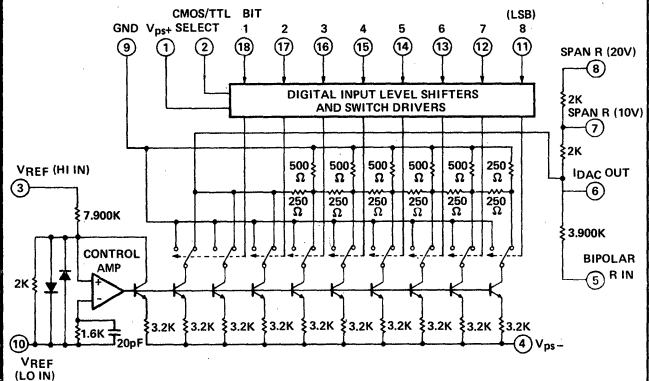 CMOS/TTL BIT (LSB)
GND Vps+ SELECT 1 2 3 4 5 6 7 8
9 1 2 18 17 16 15 14 13 12 11
SPAN R (20V)
8
DIGITAL INPUT LEVEL SHIFTERS
AND SWITCH DRIVERS
2K
SPAN R (10V)
7
2K
500 Ω 500 Ω 500 Ω 500 Ω 500 Ω 250 Ω
IDAC OUT
6
250 Ω 250 Ω 250 Ω 250 Ω 250 Ω 250 Ω
VREF (HI IN)
3
7.900K
3.900K
CONTROL
AMP
BIPOLAR
R IN
5
2K
+
-
1.6K
20pF
3.2K 3.2K 3.2K 3.2K 3.2K 3.2K 3.2K 3.2K 3.2K
4 Vps-
10
VREF
(LO IN)